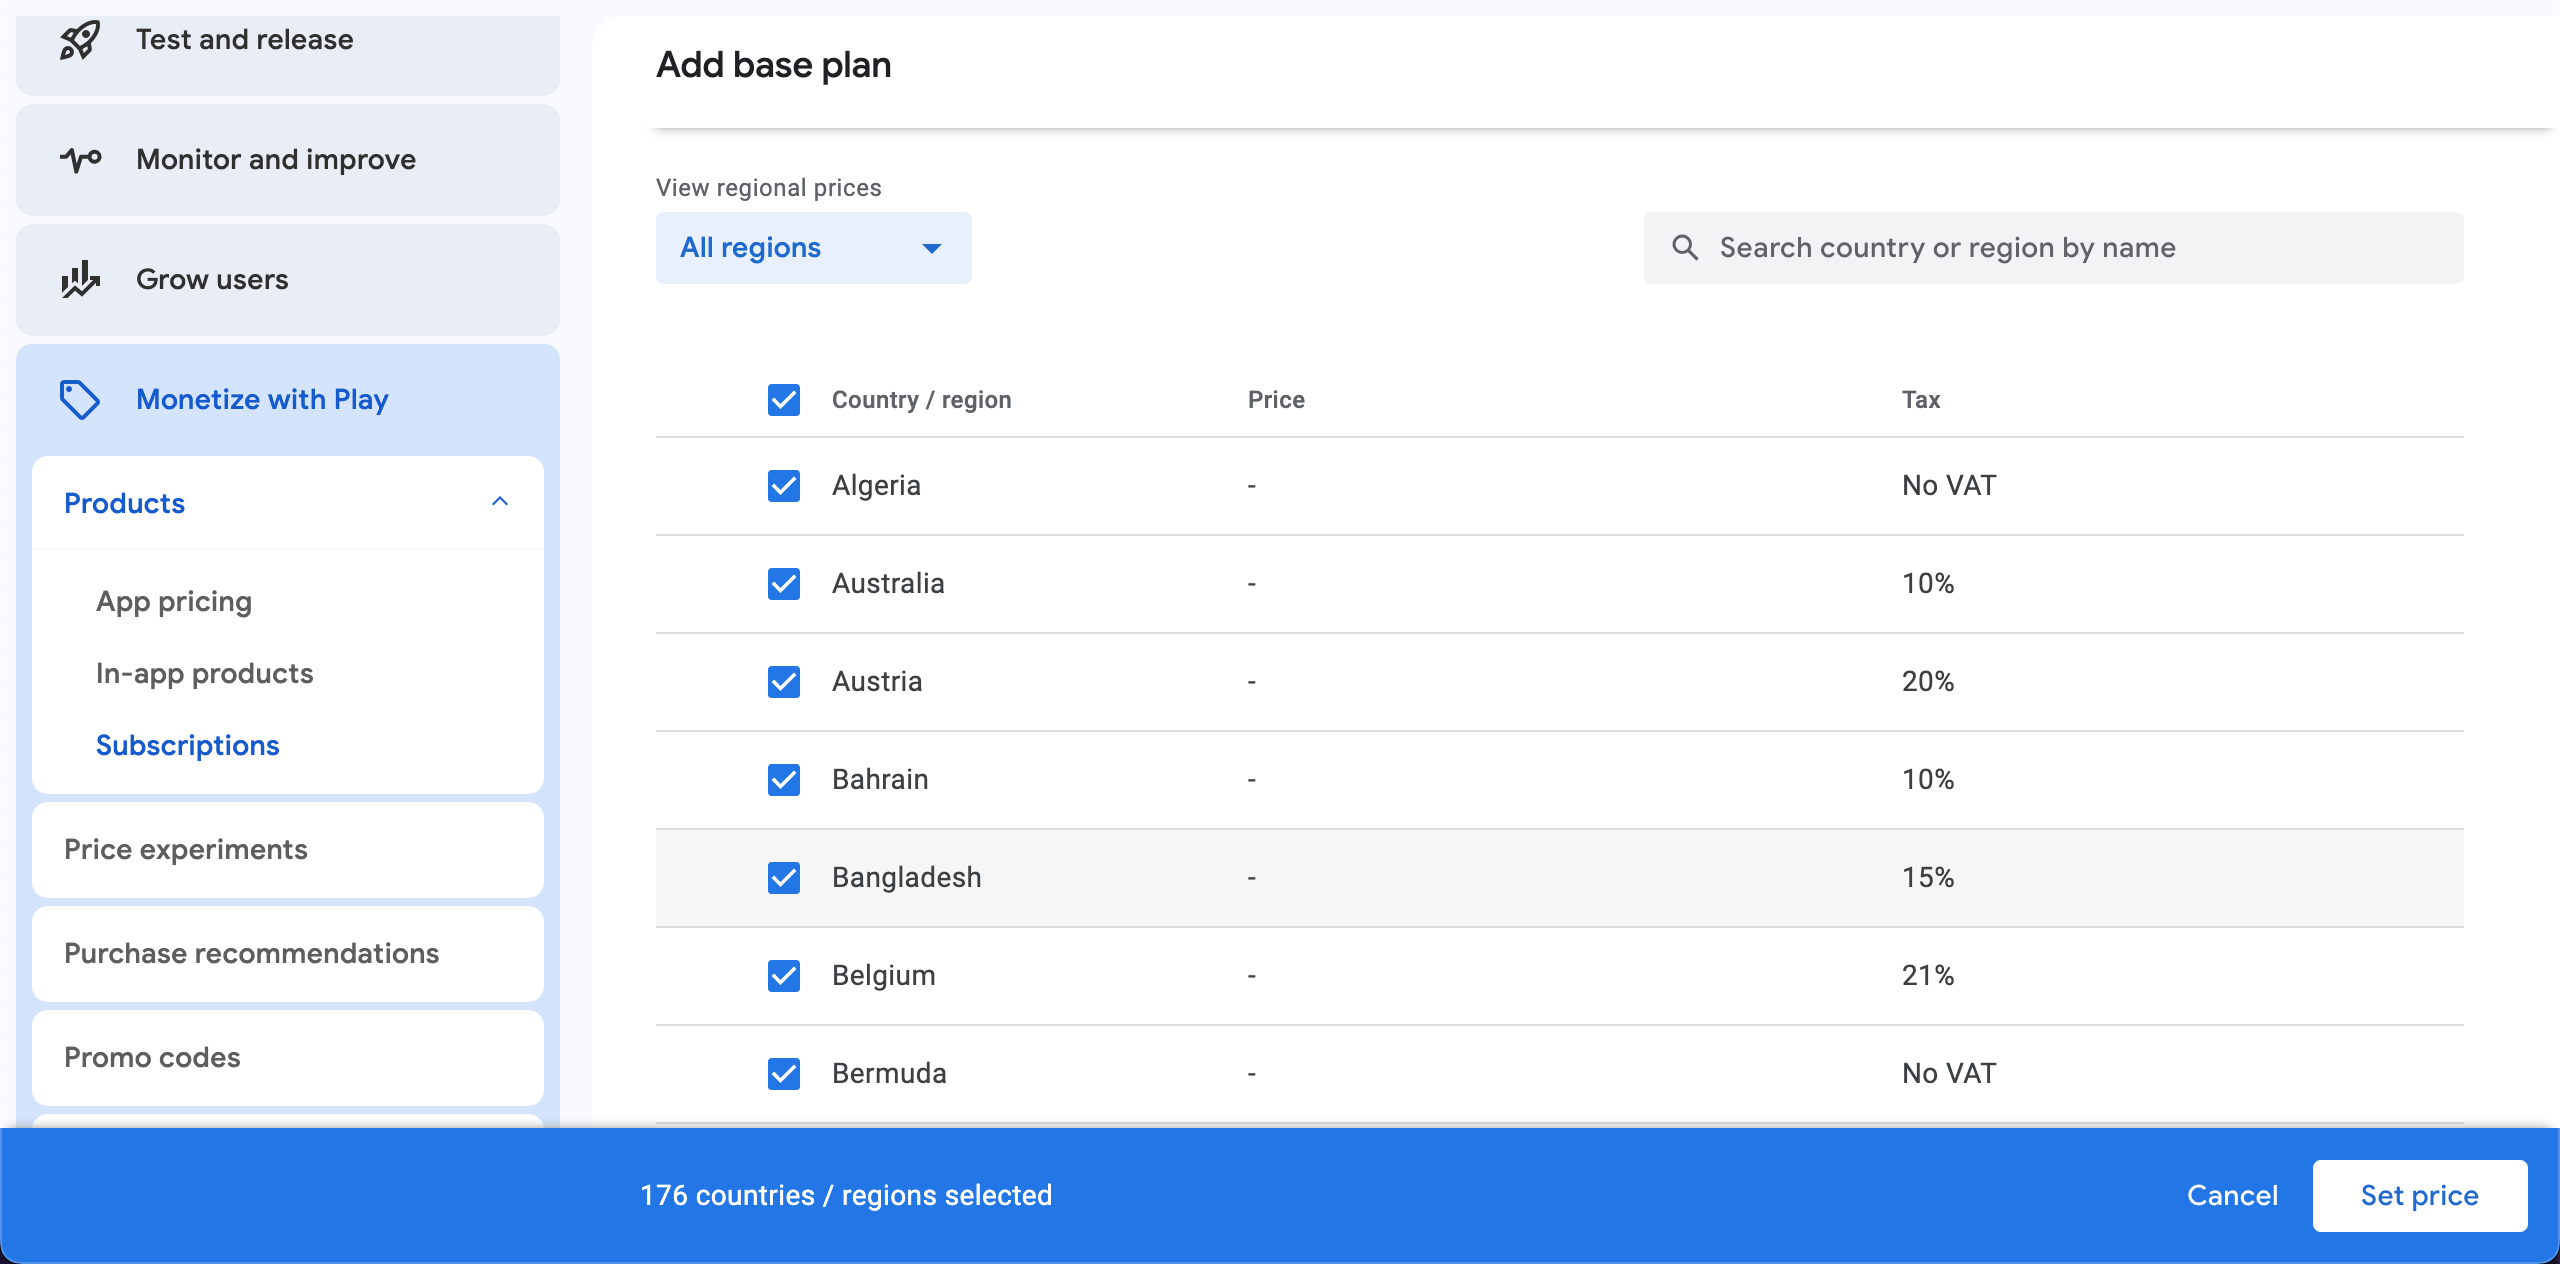 Test and release
Monitor and improve
Grow users
Monetize with Play
Products
App pricing
In-app products
Subscriptions
Price experiments
Purchase recommendations
Promo codes
Add base plan
View regional prices
All regions
Search country or region by name
Country / region Price Tax
Algeria - No VAT
Australia - 10%
Austria - 20%
Bahrain - 10%
Bangladesh - 15%
Belgium - 21%
Bermuda - No VAT
176 countries / regions selected
Cancel
Set price